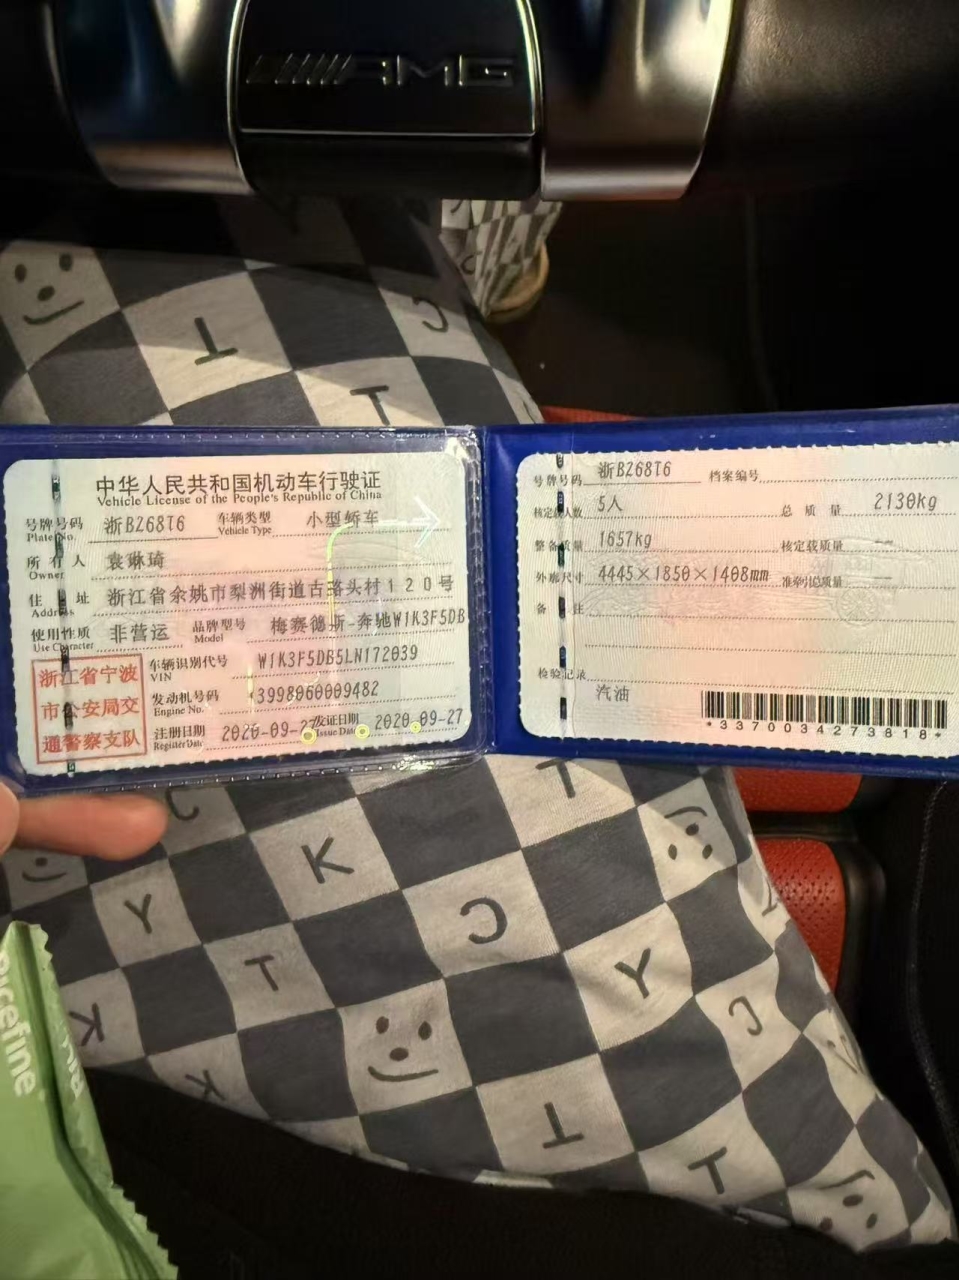 AMG
中华人民共和国机动车行驶证
Vehicle License of the People's Republic of China
号牌号码 浙B268T6 车辆类型 小型轿车
Plate No. Vehicle Type
所有人 袁琳琦
Owner
住址 浙江省余姚市梨洲街道古路头村120号
Address
使用性质 非营运 品牌型号 梅赛德斯-奔驰W1K3F5DB
Use Character Model
浙江省宁波
市公安局交
通警察支队
车辆识别代号 W1K3F5DB5LN172039
VIN
发动机号码 3998060009482
Engine No.
注册日期 2020-09-27 发证日期 2020-09-27
Register Date Issue Date
号牌号码 浙B268T6 档案编号
核定载人数 5人 总质量 2130kg
整备质量 1657kg 核定载质量 --
外廓尺寸 4445×1850×1408mm 准牵引总质量 --
备注
检验记录
汽油
*3370034273818*
T
C
T
T
C
K
C
Y
T
Y
K
C
K
T
T